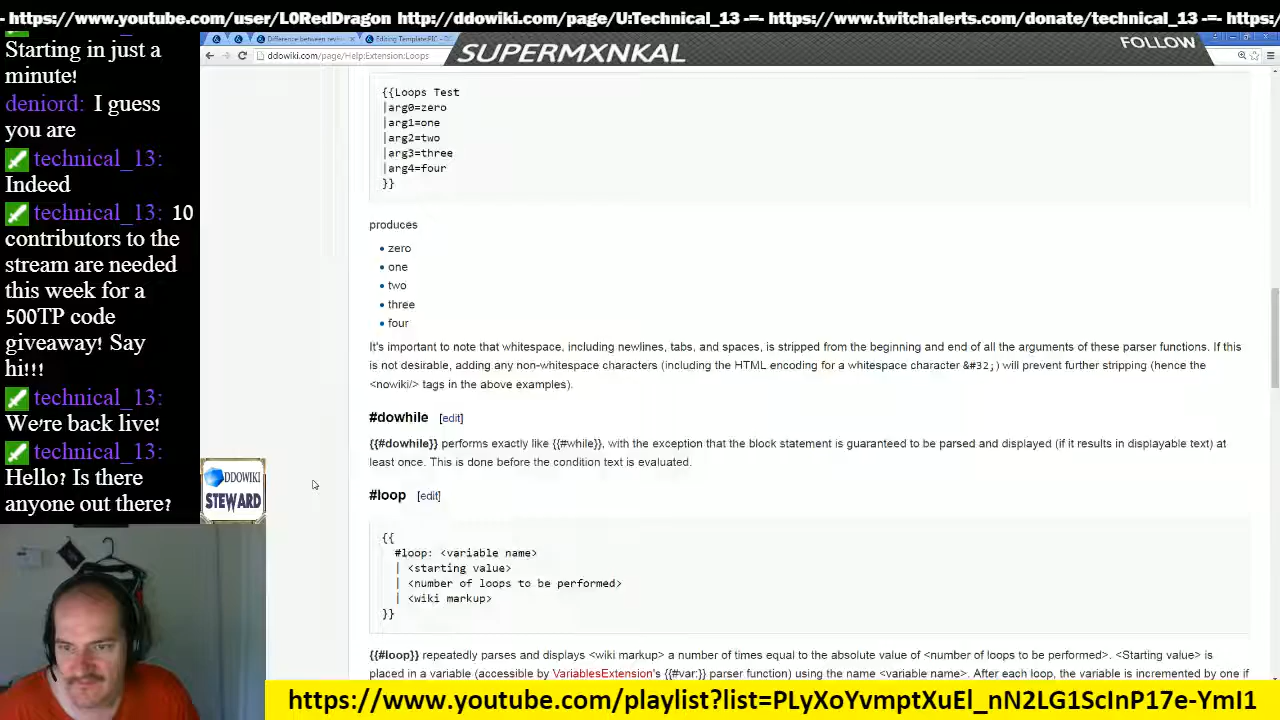 - https://www.youtube.com/user/L0RedDragon http://ddowiki.com/page/U:Technical_13 -=- https://www.twitchalerts.com/donate/technical_13 -=- https:/
Starting in just a
minute!
deniord: I guess
you are
technical_13:
Indeed
technical_13: 10
contributors to the
stream are needed
this week for a
500TP code
giveaway! Say
hi!!!
technical_13:
We're back live!
technical_13:
Hello? Is there
anyone out there?
DDOWIKI
STEWARD
Difference between revis
Editing Template:PIC - DD
SUPERMXNKAL
FOLLOW
ddowiki.com/page/Help:Extension:Loops
{{Loops Test
|arg0=zero
|arg1=one
|arg2=two
|arg3=three
|arg4=four
}}
produces
• zero
• one
• two
• three
• four
It's important to note that whitespace, including newlines, tabs, and spaces, is stripped from the beginning and end of all the arguments of these parser functions. If this
is not desirable, adding any non-whitespace characters (including the HTML encoding for a whitespace character &#32;) will prevent further stripping (hence the
<nowiki/> tags in the above examples).
#dowhile [edit]
{{#dowhile}} performs exactly like {{#while}}, with the exception that the block statement is guaranteed to be parsed and displayed (if it results in displayable text) at
least once. This is done before the condition text is evaluated.
#loop [edit]
{{
#loop: <variable name>
| <starting value>
| <number of loops to be performed>
| <wiki markup>
}}
{{#loop}} repeatedly parses and displays <wiki markup> a number of times equal to the absolute value of <number of loops to be performed>. <Starting value> is
placed in a variable (accessible by VariablesExtension's {{#var:}} parser function) using the name <variable name>. After each loop, the variable is incremented by one if
https://www.youtube.com/playlist?list=PLyXoYvmptXuEl_nN2LG1ScInP17e-YmI1